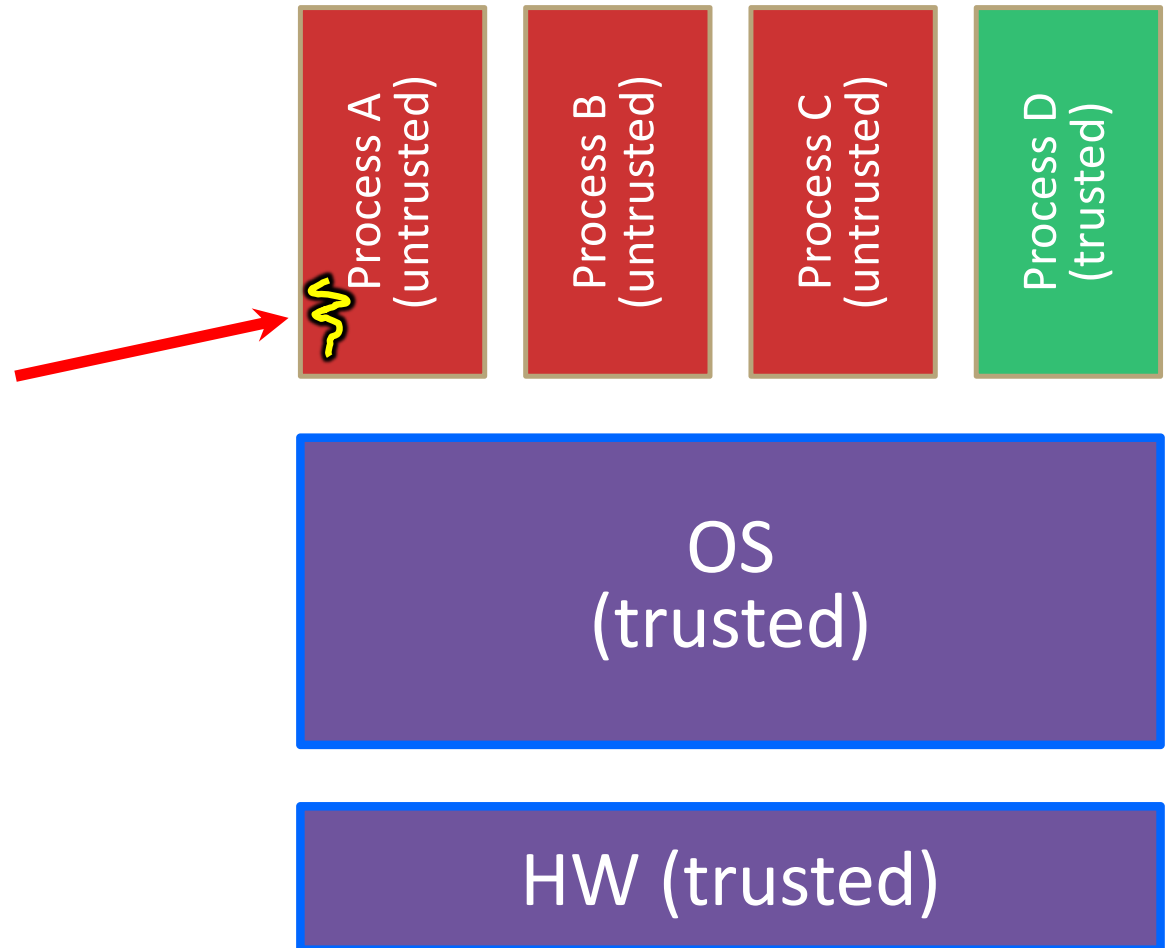 Process A
(untrusted)
Process B
(untrusted)
Process C
(untrusted)
Process D
(trusted)
OS
(trusted)
HW (trusted)